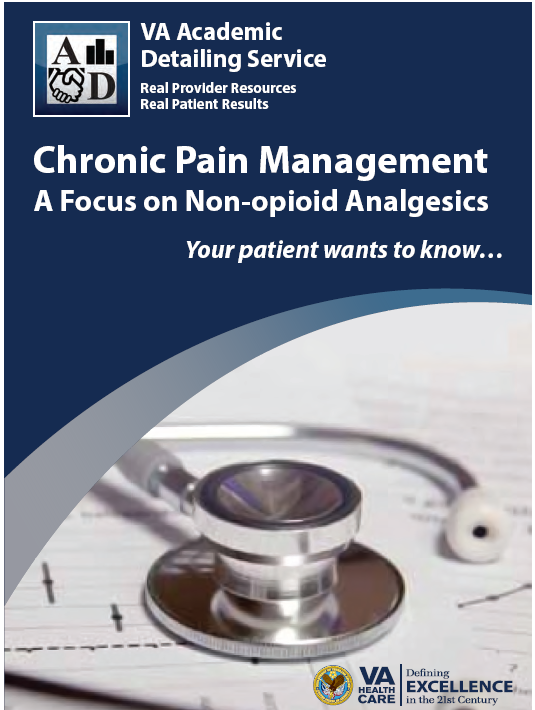 A
D
VA Academic
Detailing Service
Real Provider Resources
Real Patient Results
Chronic Pain Management
A Focus on Non-opioid Analgesics
Your patient wants to know…
VA
HEALTH
CARE
Defining
EXCELLENCE
in the 21st Century